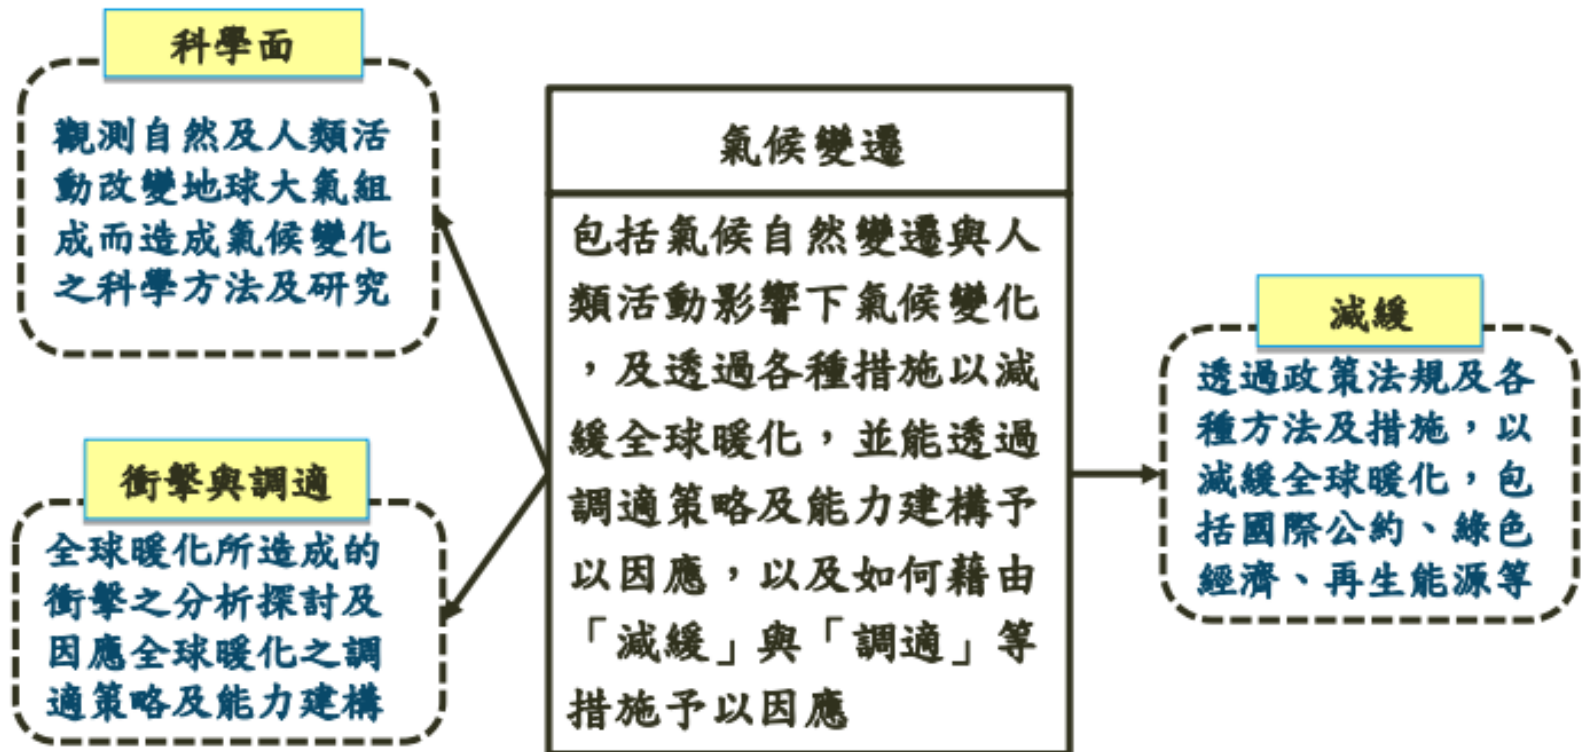 科學面
觀測自然及人類活
動改變地球大氣組
成而造成氣候變化
之科學方法及研究
衝擊與調適
全球暖化所造成的
衝擊之分析探討及
因應全球暖化之調
適策略及能力建構
氣候變遷
包括氣候自然變遷與人
類活動影響下氣候變化
，及透過各種措施以減
緩全球暖化，並能透過
調適策略及能力建構予
以因應，以及如何藉由
「減緩」與「調適」等
措施予以因應
減緩
透過政策法規及各
種方法及措施，以
減緩全球暖化，包
括國際公約、綠色
經濟、再生能源等